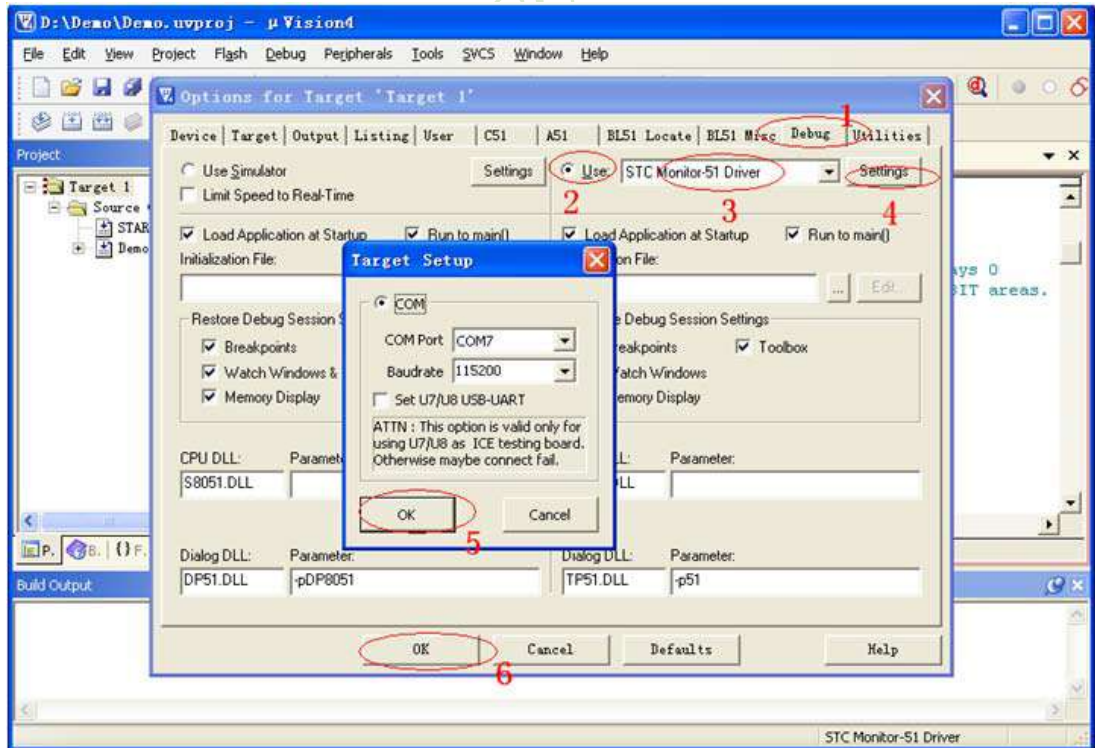 D:\Demo\Demo.uvproj - µVision4
File Edit View Project Flash Debug Peripherals Tools SVCS Window Help
Options for Target 'Target 1'
1
Project
Device Target Output Listing User C51 A51 BL51 Locate BL51 Misc Debug Utilities
Target 1
Source
STAR
Demo
Use Simulator Settings Use: STC Monitor-51 Driver Settings
Limit Speed to Real-Time
2 3 4
Load Application at Startup Run to main() Load Application at Startup Run to main()
Initialization File: on File:
... Edit...
ays 0
BIT areas.
Target Setup
COM
COM Port COM7
Baudrate 115200
Set U7/U8 USB-UART
ATTN : This option is valid only for
using U7/U8 as ICE testing board.
Otherwise maybe connect fail.
OK Cancel
5
Restore Debug Session S e Debug Session Settings
Breakpoints reakpoints Toolbox
Watch Windows & atch Windows
Memory Display emory Display
CPU DLL: Paramet L: Parameter:
S8051.DLL LL
Dialog DLL: Parameter: Dialog DLL: Parameter:
DP51.DLL -pDP8051 TP51.DLL -p51
P. B. {} F.
Build Output
OK Cancel Defaults Help
6
STC Monitor-51 Driver